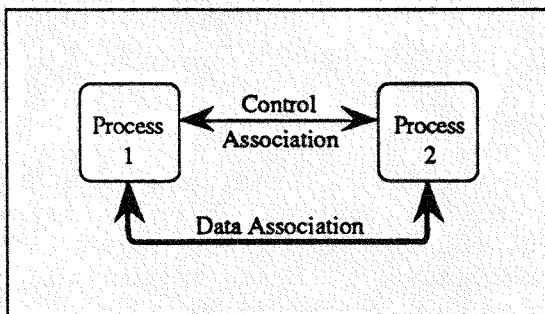 Process
1
Control
Association
Process
2
Data Association